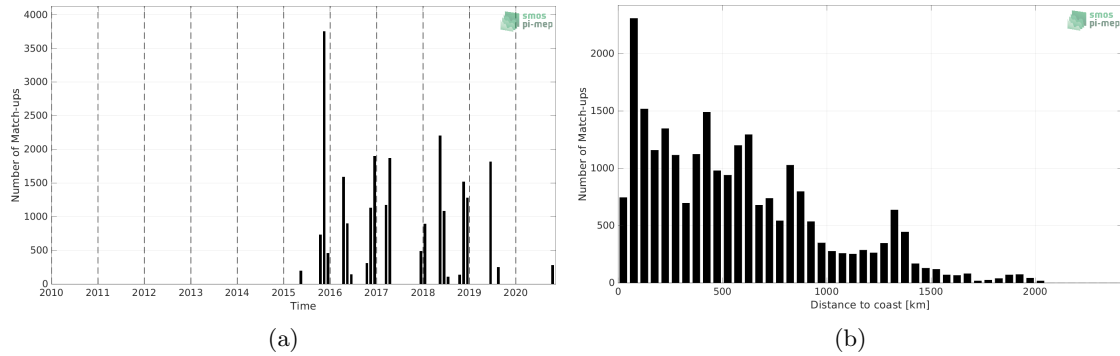 4000
3500
3000
2500
2000
1500
1000
500
0
Number of Match-ups
2010 2011 2012 2013 2014 2015 2016 2017 2018 2019 2020
Time
smos
pi-mep
(a)
2000
1500
1000
500
0
Number of Match-ups
0 500 1000 1500 2000
Distance to coast [km]
smos
pi-mep
(b)